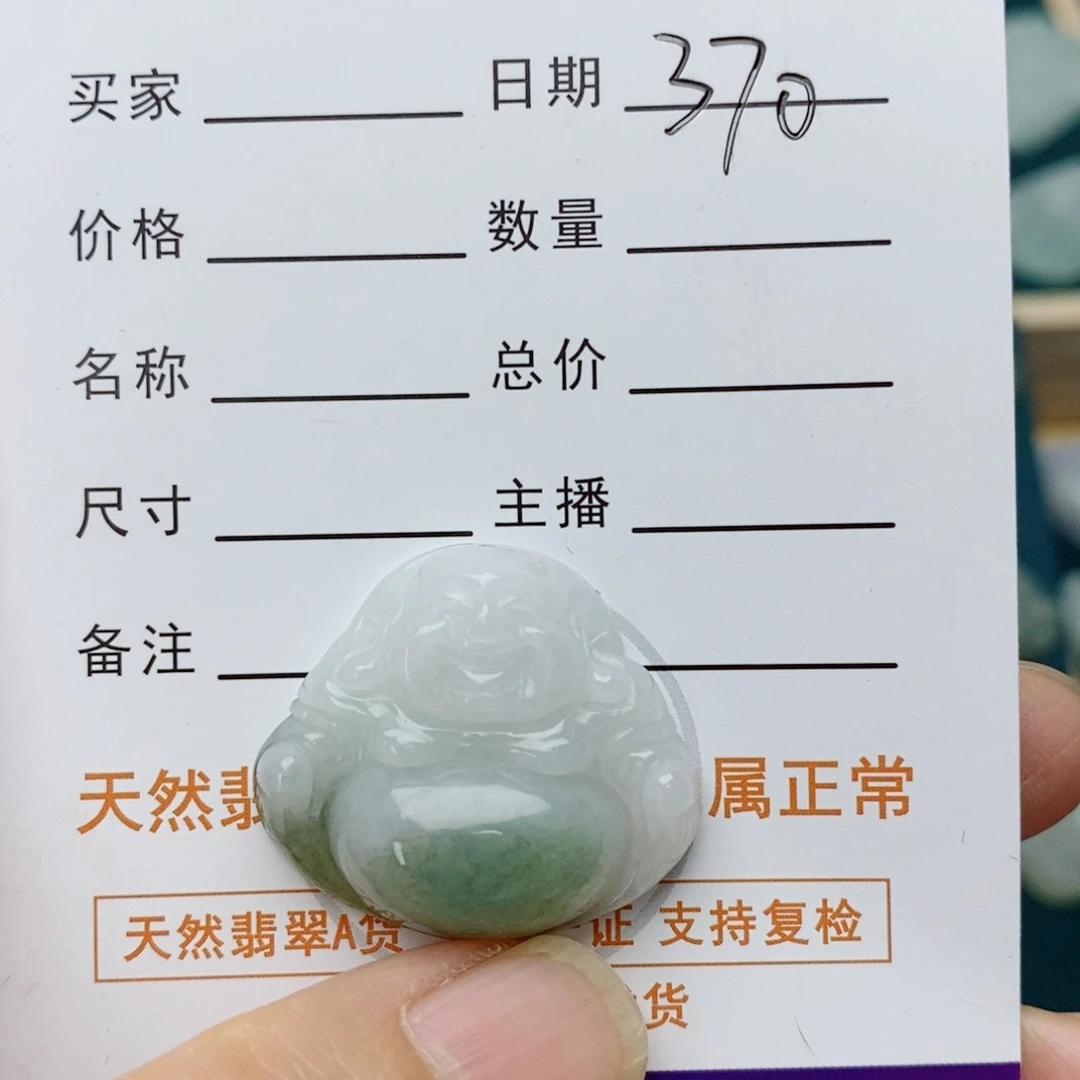 买家 日期 370
价格 数量
名称 总价
尺寸 主播
备注
天然翡 属正常
天然翡翠A货 证 支持复检
货